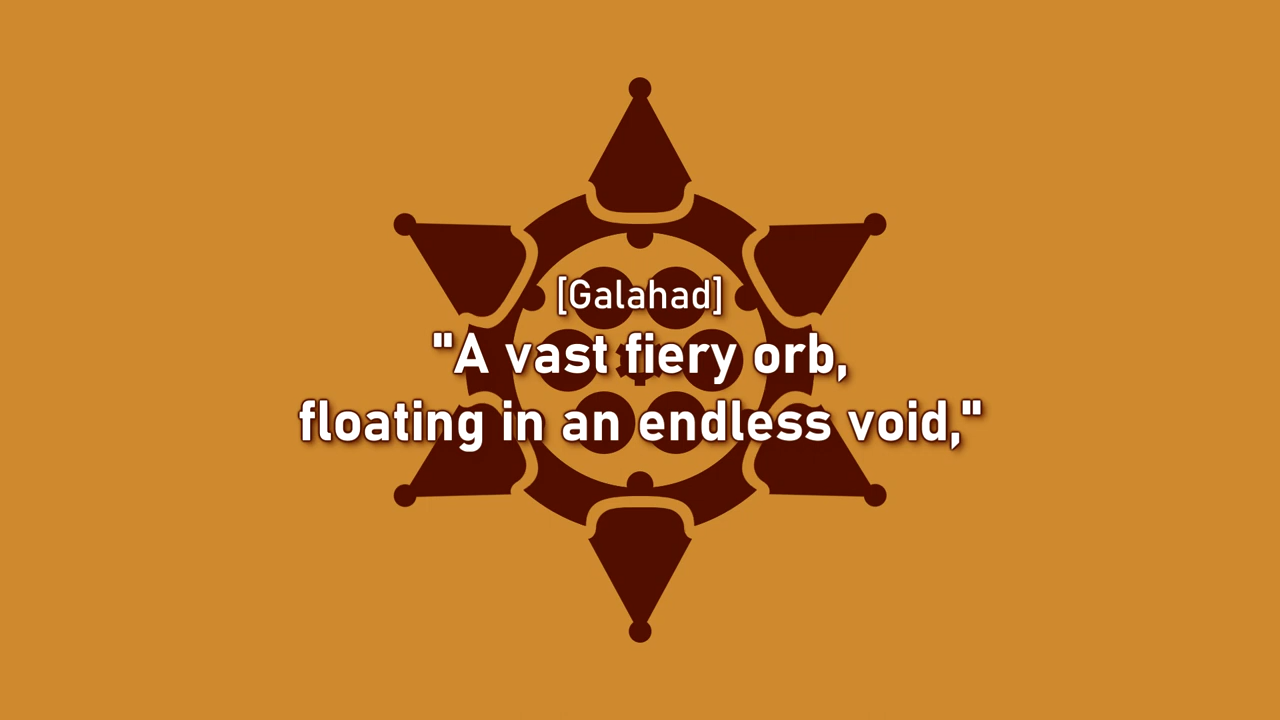 [Galahad]
"A vast fiery orb,
floating in an endless void,"